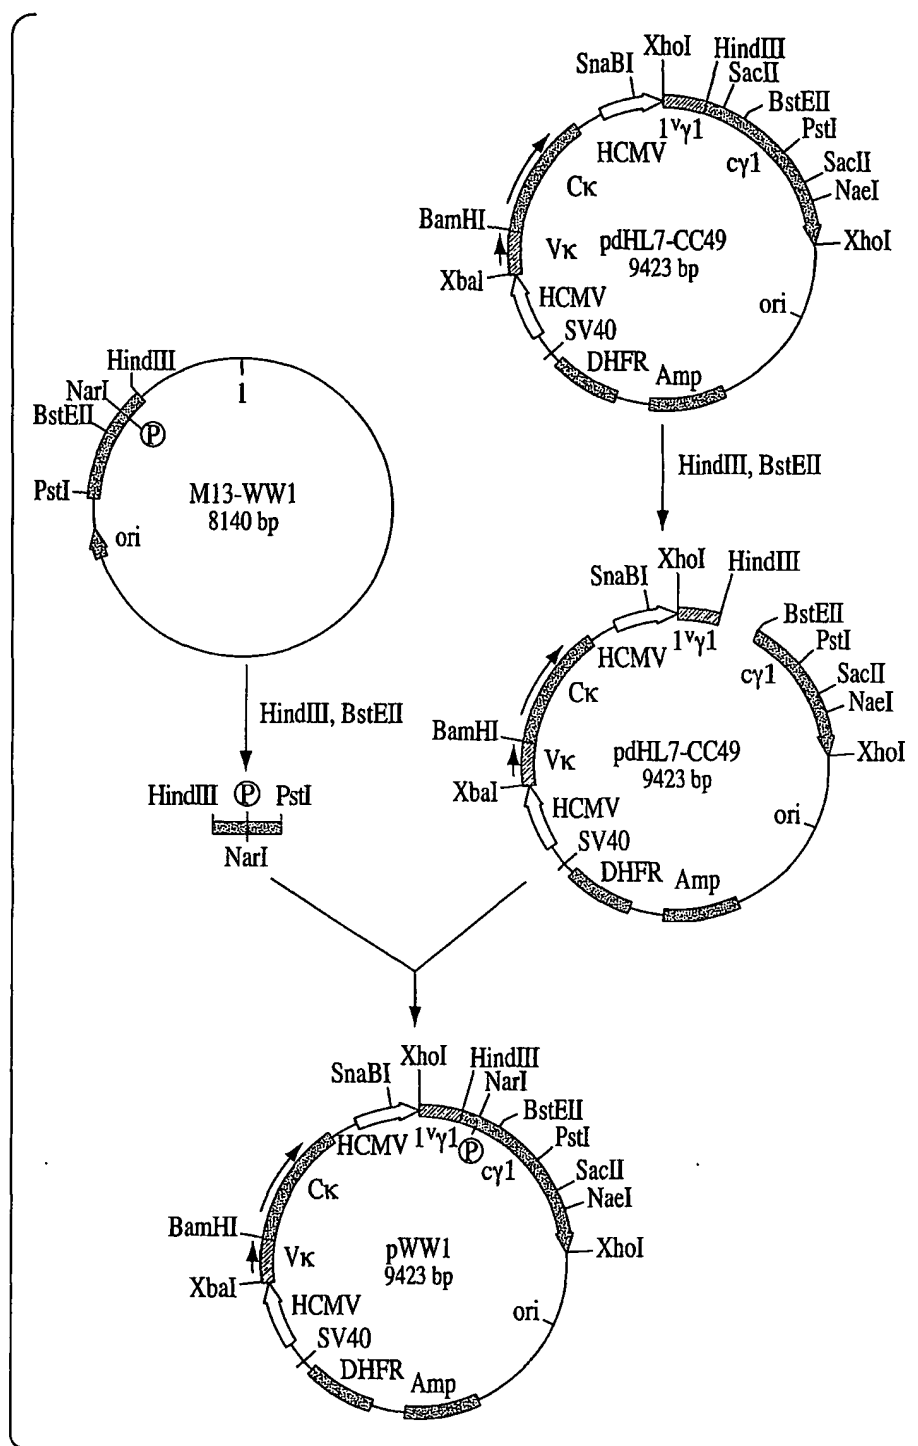 XhoI
HindIII
SnaBI
SacII
BstEII
1ᵛγ1
PstI
HCMV
cγ1
SacII
Cκ
NaeI
BamHI
Vκ
pdHL7-CC49
9423 bp
XhoI
XbaI
HCMV
ori
SV40
DHFR
Amp
HindIII
1
NarI
BstEII
P
HindIII, BstEII
PstI
M13-WW1
8140 bp
ori
XhoI
HindIII
SnaBI
BstEII
1ᵛγ1
PstI
HCMV
cγ1
SacII
Cκ
NaeI
HindIII, BstEII
BamHI
Vκ
pdHL7-CC49
9423 bp
XhoI
XbaI
HCMV
ori
SV40
DHFR
Amp
HindIII P PstI
NarI
XhoI
HindIII
SnaBI
NarI
BstEII
HCMV
1ᵛγ1
PstI
P
cγ1
SacII
Cκ
NaeI
BamHI
Vκ
pWW1
9423 bp
XhoI
XbaI
HCMV
ori
SV40
DHFR
Amp